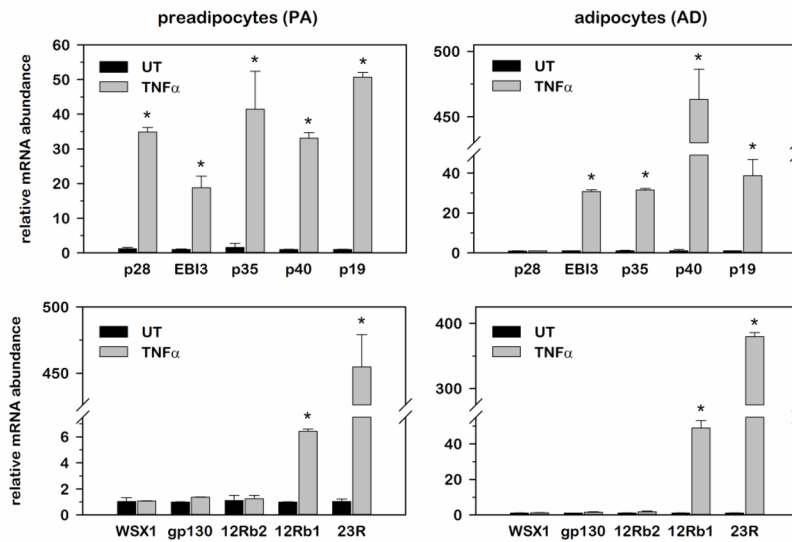 preadipocytes (PA)
adipocytes (AD)
relative mRNA abundance
60
50
40
30
20
10
0
UT
TNFα
* * * * *
p28 EBI3 p35 p40 p19
500
450
40
20
0
UT
TNFα
* * * *
p28 EBI3 p35 p40 p19
relative mRNA abundance
500
450
6
4
2
0
UT
TNFα
* *
WSX1 gp130 12Rb2 12Rb1 23R
400
300
40
20
0
UT
TNFα
* *
WSX1 gp130 12Rb2 12Rb1 23R